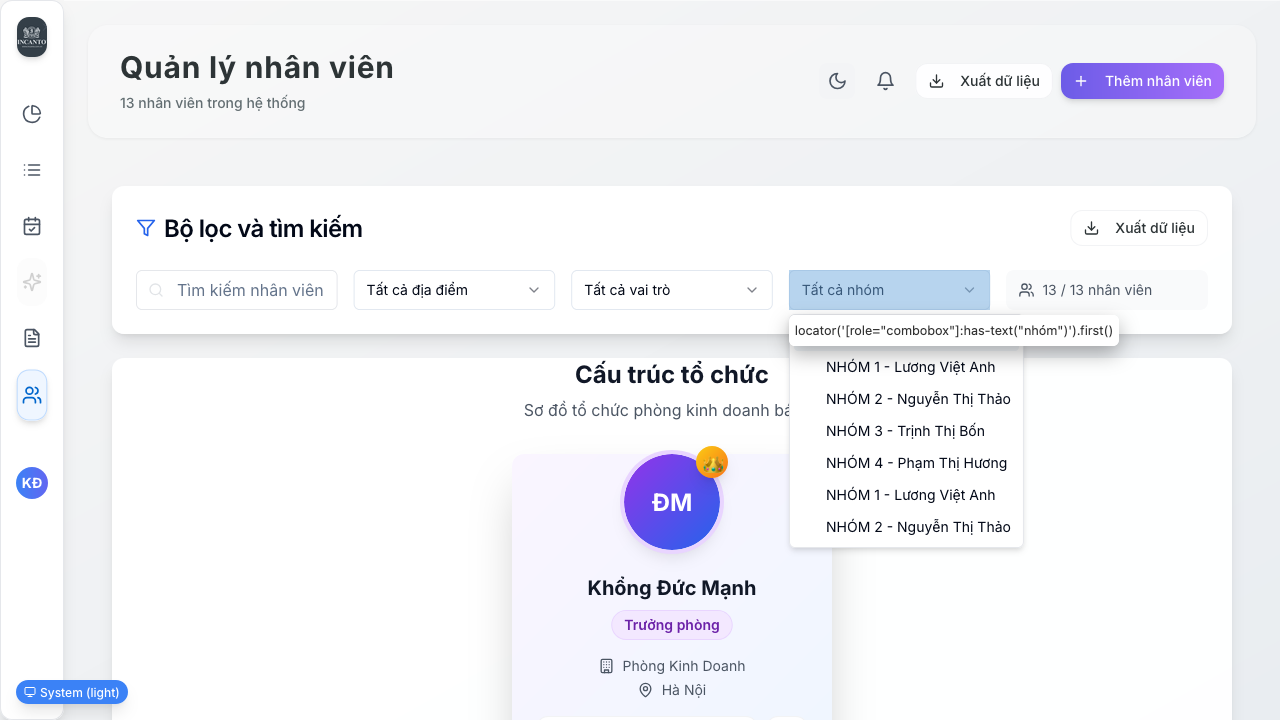 INCANTO
Quản lý nhân viên
13 nhân viên trong hệ thống
Xuất dữ liệu
Thêm nhân viên
Bộ lọc và tìm kiếm
Xuất dữ liệu
Tìm kiếm nhân viên
Tất cả địa điểm
Tất cả vai trò
Tất cả nhóm
13 / 13 nhân viên
locator('[role="combobox"]:has-text("nhóm")').first()
NHÓM 1 - Lương Việt Anh
NHÓM 2 - Nguyễn Thị Thảo
NHÓM 3 - Trịnh Thị Bốn
NHÓM 4 - Phạm Thị Hương
NHÓM 1 - Lương Việt Anh
NHÓM 2 - Nguyễn Thị Thảo
Cấu trúc tổ chức
Sơ đồ tổ chức phòng kinh doanh
ĐM
Khổng Đức Mạnh
Trưởng phòng
Phòng Kinh Doanh
Hà Nội
KĐ
System (light)